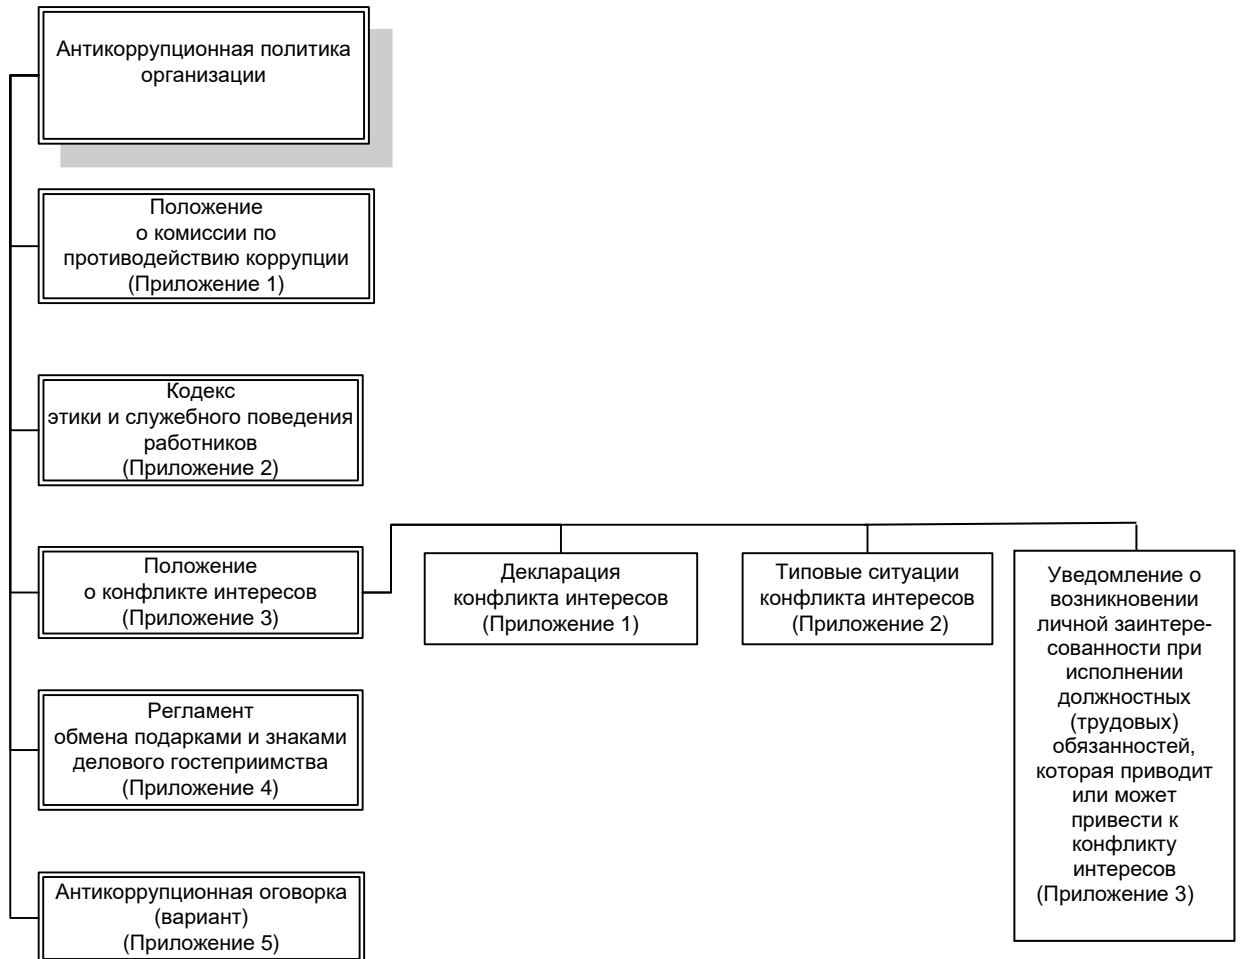 Антикоррупционная политика
организации
Положение
о комиссии по
противодействию коррупции
(Приложение 1)
Кодекс
этики и служебного поведения
работников
(Приложение 2)
Положение
о конфликте интересов
(Приложение 3)
Декларация
конфликта интересов
(Приложение 1)
Типовые ситуации
конфликта интересов
(Приложение 2)
Уведомление о
возникновении
личной заинтере-
сованности при
исполнении
должностных
(трудовых)
обязанностей,
которая приводит
или может
привести к
конфликту
интересов
(Приложение 3)
Регламент
обмена подарками и знаками
делового гостеприимства
(Приложение 4)
Антикоррупционная оговорка
(вариант)
(Приложение 5)